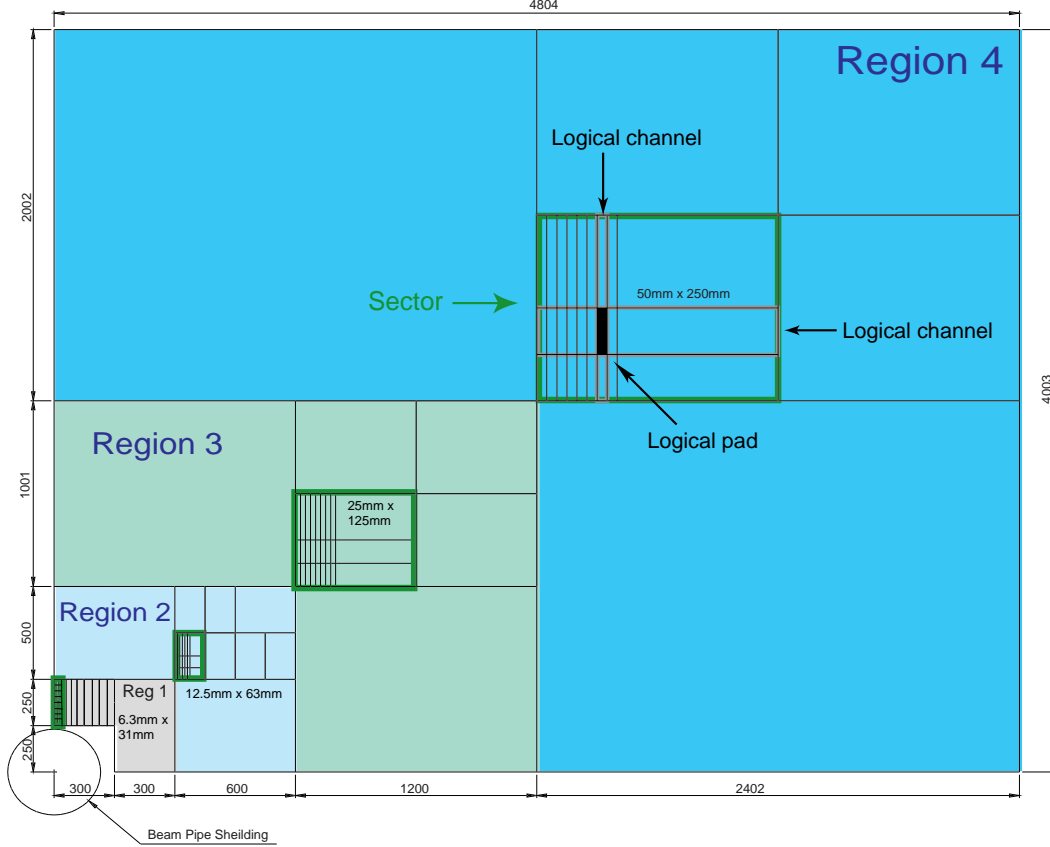 4804
Region 4
Logical channel
2002
50mm x 250mm
Sector
Logical channel
4003
Logical pad
Region 3
1001
25mm x
125mm
Region 2
500
Reg 1
12.5mm x 63mm
250
6.3mm x
31mm
250
300
300
600
1200
2402
Beam Pipe Sheilding